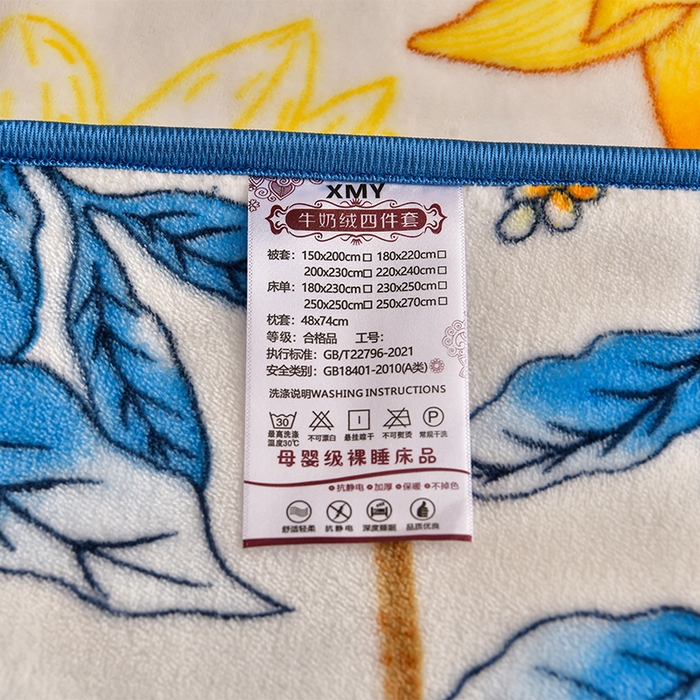 XMY
牛奶绒四件套
被套: 150x200cm□ 180x220cm□
200x230cm□ 220x240cm□
床单: 180x230cm□ 230x250cm□
250x250cm□ 250x270cm□
枕套: 48x74cm
等级: 合格品 工号:
执行标准: GB/T22796-2021
安全类别: GB18401-2010(A类)
洗涤说明WASHING INSTRUCTIONS
30 P
最高洗涤温度30℃ 不可漂白 悬挂晾干 不可熨烫 常规干洗
母婴级裸睡床品
抗静电 加厚 保暖 不掉色
舒适轻柔 抗静电 深度睡眠 品质优良